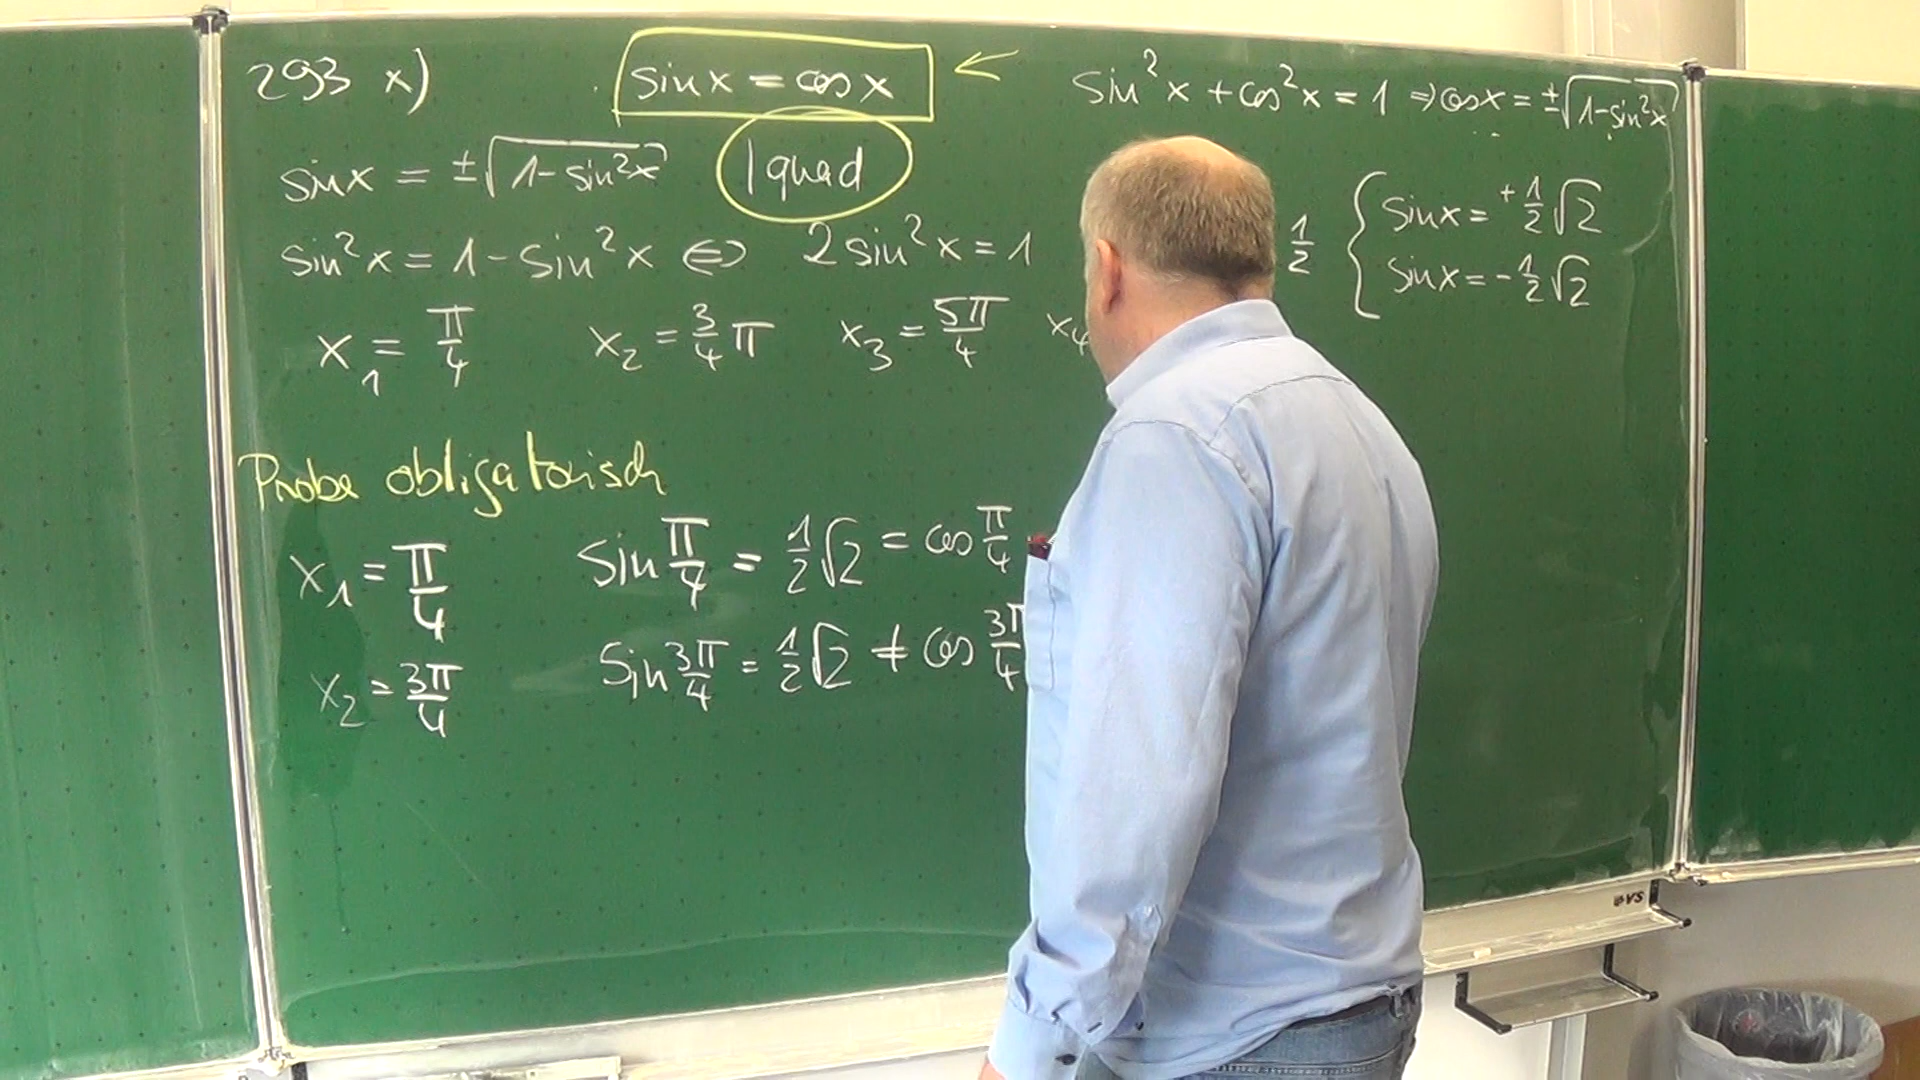 293 x) sin x = cos x ← sin²x + cos²x = 1 ⇒ cos x = ±√(1-sin²x)
sin x = ±√(1-sin²x) | quad
sin x = +1/2 √2
sin²x = 1 - sin²x ⇔ 2 sin²x = 1 1/2
sin x = -1/2 √2
x₁ = π/4 x₂ = 3/4 π x₃ = 5π/4 x₄
Probe obligatorisch
x₁ = π/4 sin π/4 = 1/2 √2 = cos π/4
x₂ = 3π/4 sin 3π/4 = 1/2 √2 ≠ cos 3π/4